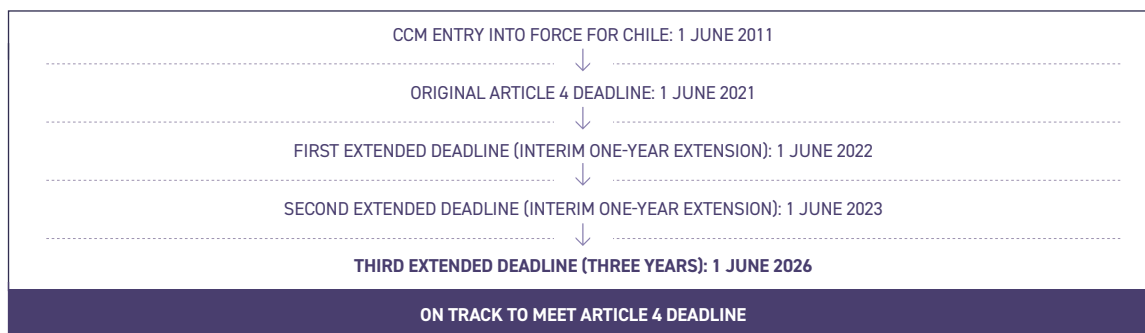 CCM ENTRY INTO FORCE FOR CHILE: 1 JUNE 2011
ORIGINAL ARTICLE 4 DEADLINE: 1 JUNE 2021
FIRST EXTENDED DEADLINE (INTERIM ONE-YEAR EXTENSION): 1 JUNE 2022
SECOND EXTENDED DEADLINE (INTERIM ONE-YEAR EXTENSION): 1 JUNE 2023
THIRD EXTENDED DEADLINE (THREE YEARS): 1 JUNE 2026
ON TRACK TO MEET ARTICLE 4 DEADLINE